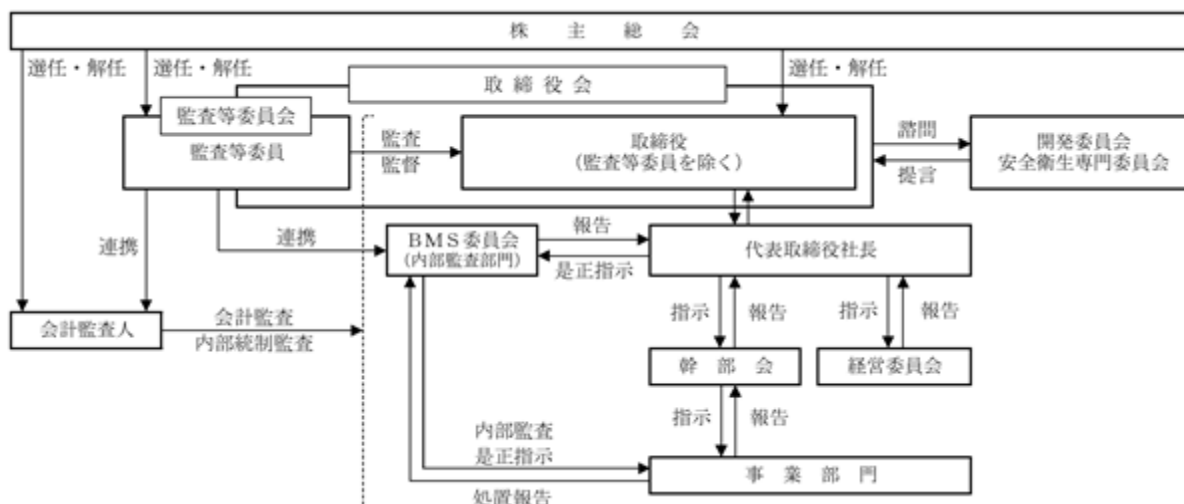 株主総会
選任・解任
選任・解任
選任・解任
取締役会
監査等委員会
監査等委員
監査
監督
取締役
(監査等委員を除く)
諮問
提言
開発委員会
安全衛生専門委員会
連携
連携
BMS委員会
(内部監査部門)
報告
是正指示
代表取締役社長
会計監査人
会計監査
内部統制監査
指示
報告
指示
報告
幹部会
経営委員会
指示
報告
内部監査
是正指示
処置報告
事業部門